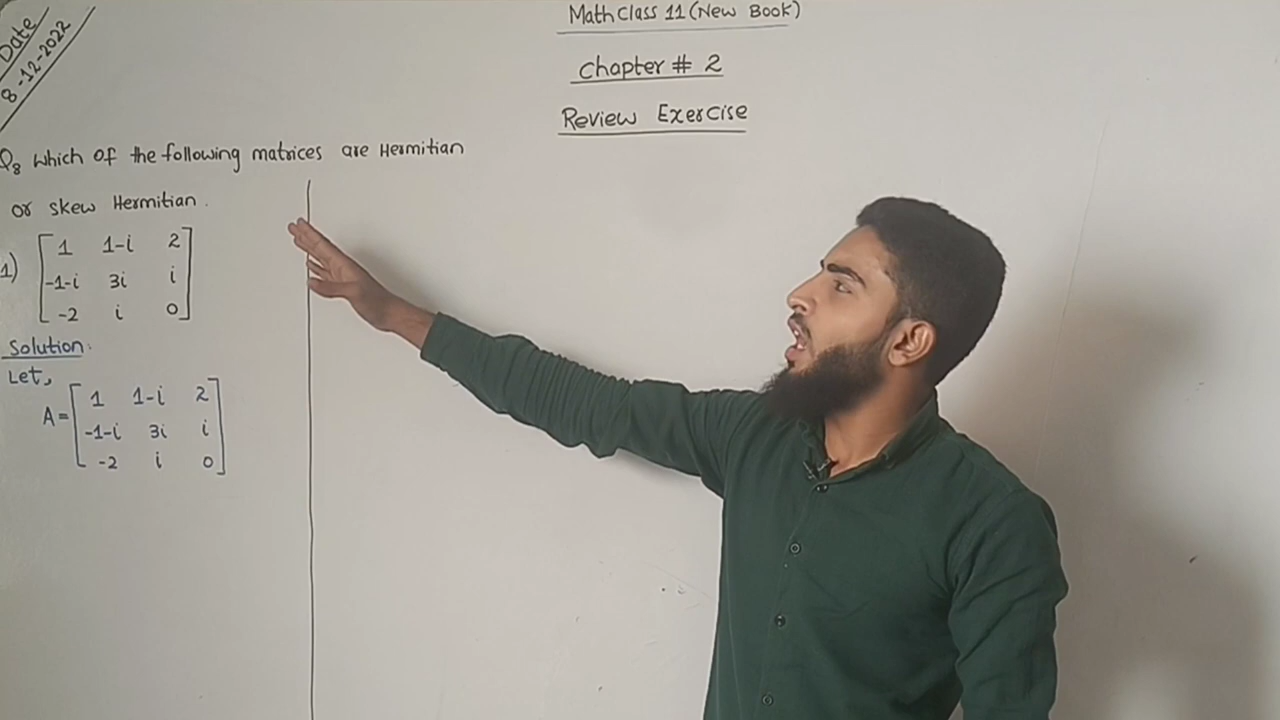 Date
8-12-2022
Math Class 11 (New Book)
Chapter # 2
Review Exercise
Q8 Which of the following matrices are Hermitian
or skew Hermitian.
1) [1 1-i 2
-1-i 3i i
-2 i 0]
Solution:
Let,
A = [1 1-i 2
-1-i 3i i
-2 i 0]